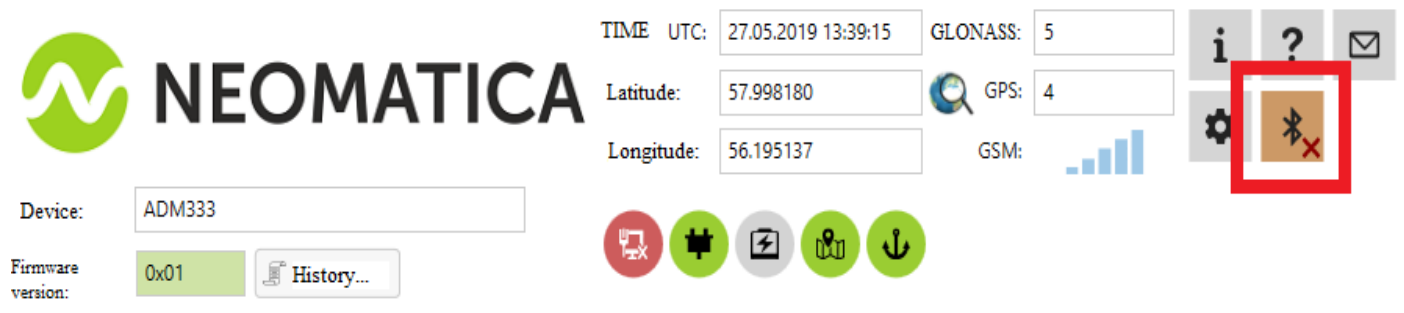 NEOMATICA
TIME UTC: 27.05.2019 13:39:15 GLONASS: 5
Latitude: 57.998180 GPS: 4
Longitude: 56.195137 GSM:
Device: ADM333
Firmware
version: 0x01 History...